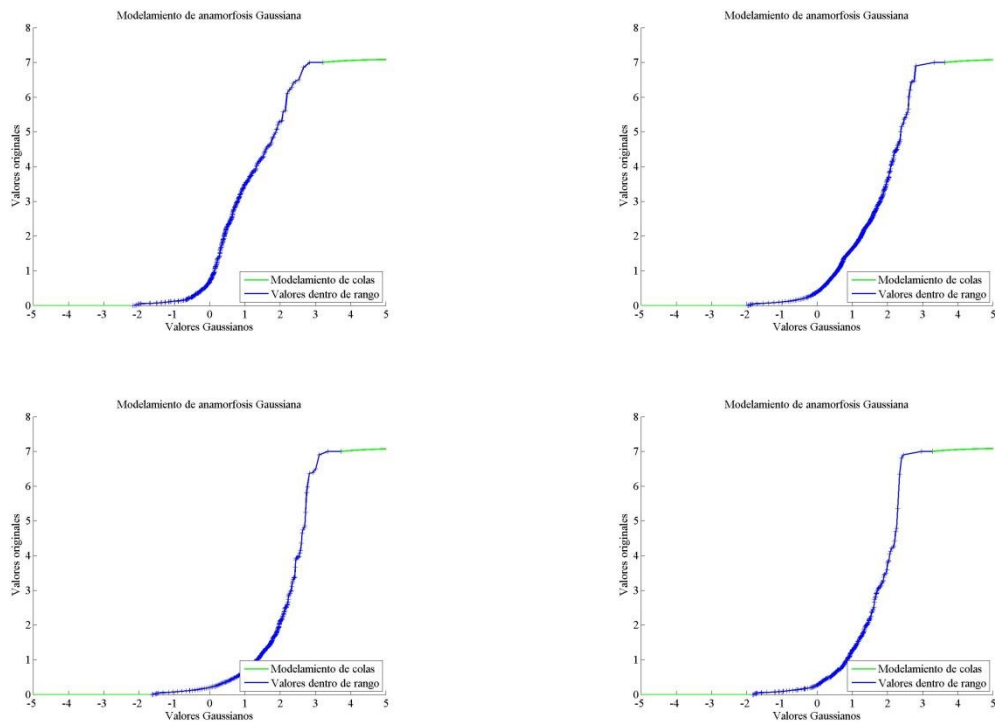 Modelamiento de anamorfosis Gaussiana
8
7
6
5
4
3
2
1
0
Valores originales
Modelamiento de colas
Valores dentro de rango
-5 -4 -3 -2 -1 0 1 2 3 4 5
Valores Gaussianos
Modelamiento de anamorfosis Gaussiana
8
7
6
5
4
3
2
1
0
Valores originales
Modelamiento de colas
Valores dentro de rango
-5 -4 -3 -2 -1 0 1 2 3 4 5
Valores Gaussianos
Modelamiento de anamorfosis Gaussiana
8
7
6
5
4
3
2
1
0
Valores originales
Modelamiento de colas
Valores dentro de rango
-5 -4 -3 -2 -1 0 1 2 3 4 5
Valores Gaussianos
Modelamiento de anamorfosis Gaussiana
8
7
6
5
4
3
2
1
0
Valores originales
Modelamiento de colas
Valores dentro de rango
-5 -4 -3 -2 -1 0 1 2 3 4 5
Valores Gaussianos